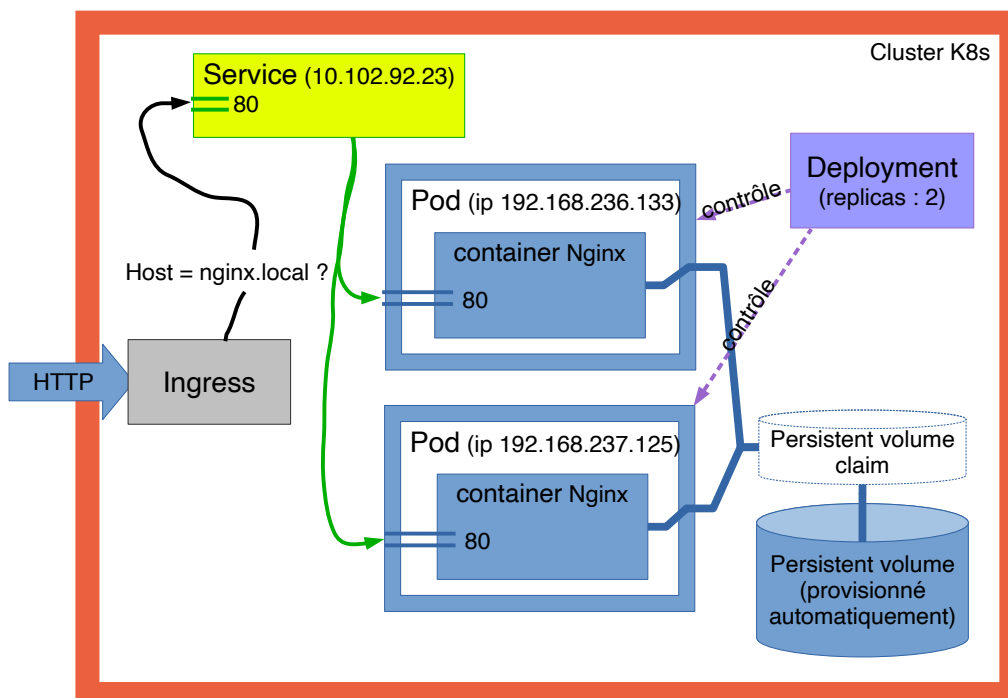 Cluster K8s
Service (10.102.92.23)
80
Deployment
(replicas : 2)
contrôle
Pod (ip 192.168.236.133)
container Nginx
80
Host = nginx.local ?
contrôle
HTTP
Ingress
Pod (ip 192.168.237.125)
container Nginx
80
Persistent volume
claim
Persistent volume
(provisionné
automatiquement)